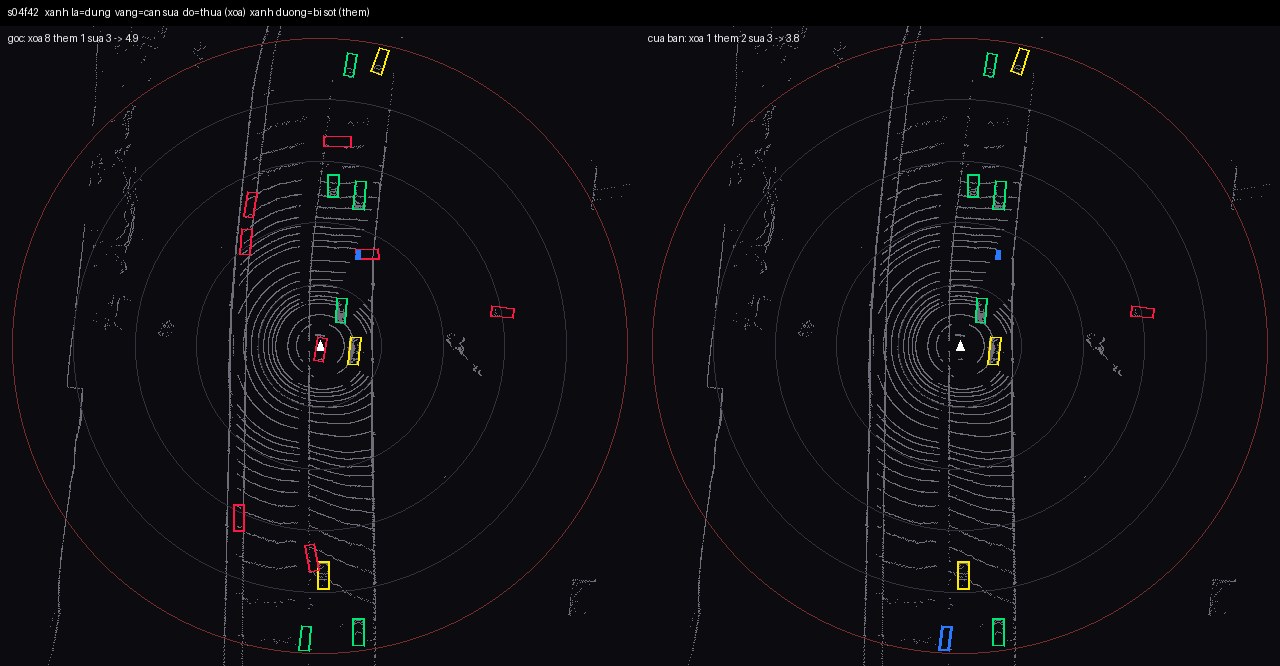 s04f42 xanh la=dung vang=can sua do=thua (xoa) xanh duong=bi sot (them)
goc: xoa 8 them 1 sua 3 -> 4.9
cua ban: xoa 1 them 2 sua 3 -> 3.8